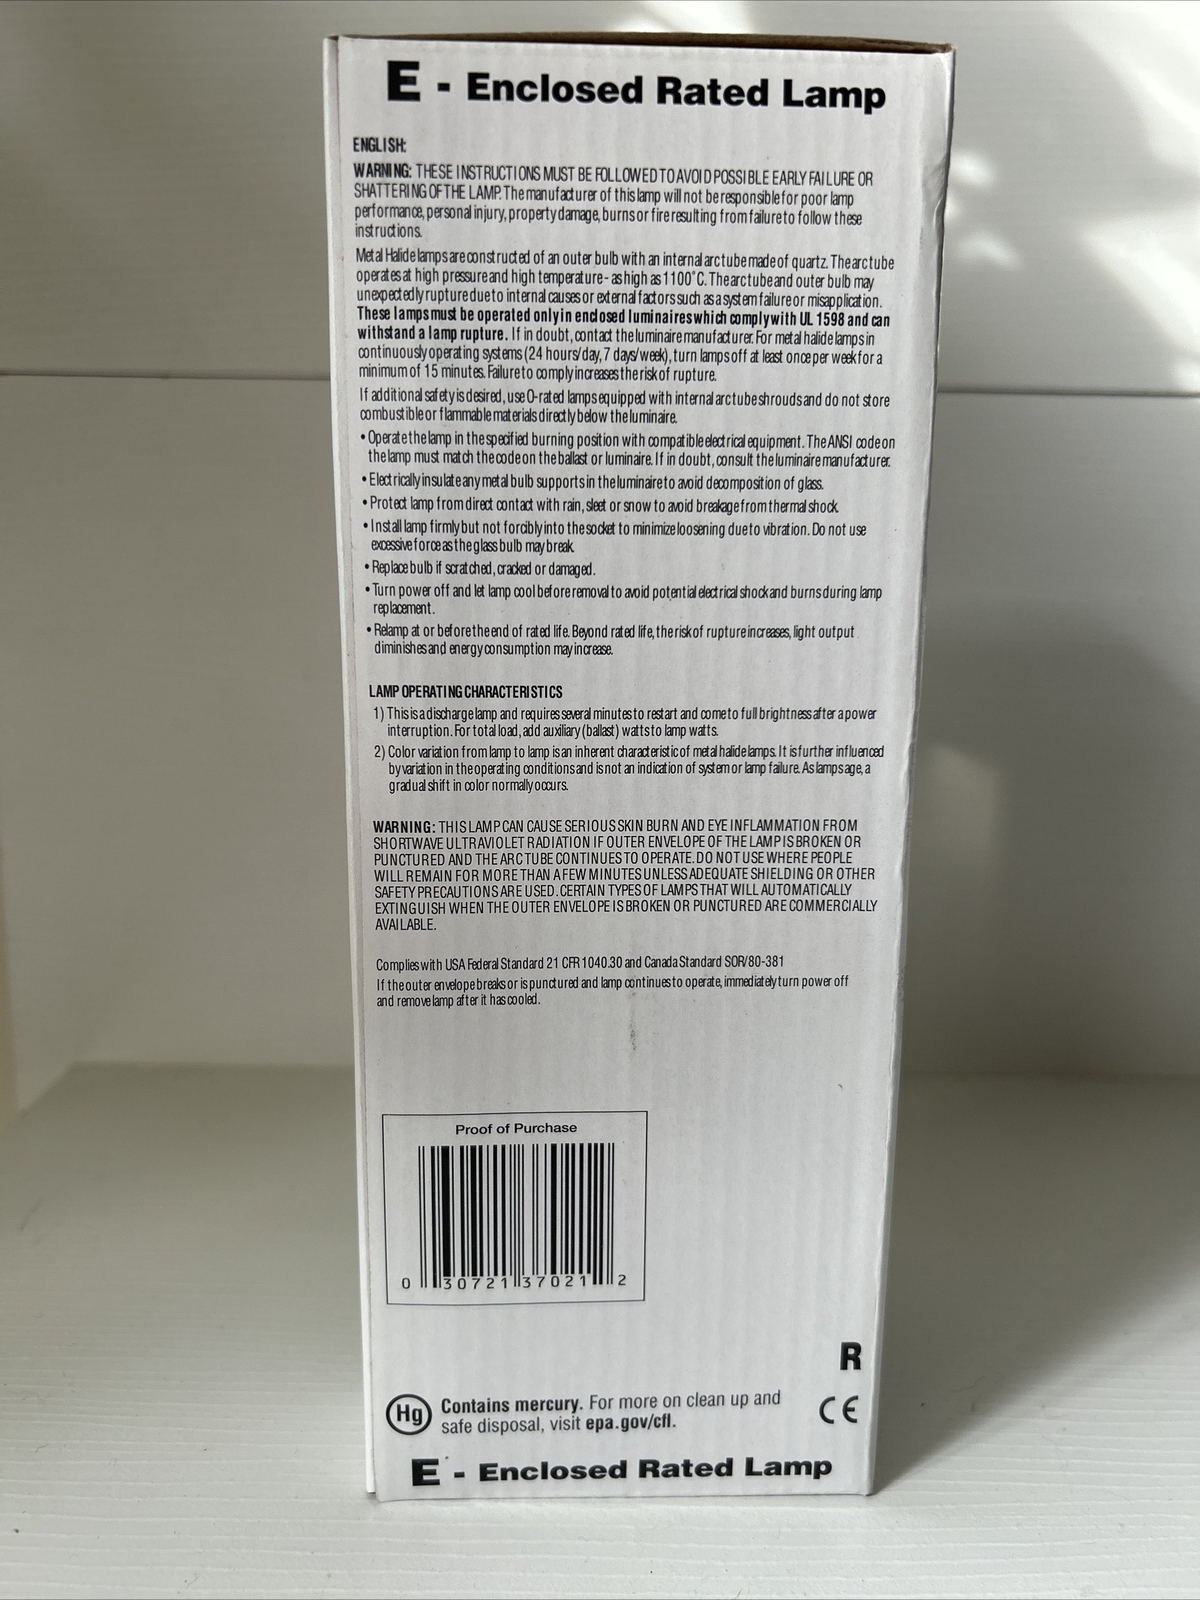 E - Enclosed Rated Lamp
ENGLISH:
WARNING: THESE INSTRUCTIONS MUST BE FOLLOWED TO AVOID POSSIBLE EARLY FAILURE OR
SHATTERING OF THE LAMP. The manufacturer of this lamp will not be responsible for poor lamp
performance, personal injury, property damage, burns or fire resulting from failure to follow these
instructions.
Metal Halide lamps are constructed of an outer bulb with an internal arc tube made of quartz. The arc tube
operates at high pressure and high temperature - as high as 1100°C. The arc tube and outer bulb may
unexpectedly rupture due to internal causes or external factors such as a system failure or misapplication.
These lamps must be operated only in enclosed luminaires which comply with UL 1598 and can
withstand a lamp rupture. If in doubt, contact the luminaire manufacturer. For metal halide lamps in
continuously operating systems (24 hours/day, 7 days/week), turn lamps off at least once per week for a
minimum of 15 minutes. Failure to comply increases the risk of rupture.
If additional safety is desired, use O-rated lamps equipped with internal arc tube shrouds and do not store
combustible or flammable materials directly below the luminaire.
• Operate the lamp in the specified burning position with compatible electrical equipment. The ANSI code on
the lamp must match the code on the ballast or luminaire. If in doubt, consult the luminaire manufacturer.
• Electrically insulate any metal bulb supports in the luminaire to avoid decomposition of glass.
• Protect lamp from direct contact with rain, sleet or snow to avoid breakage from thermal shock.
• Install lamp firmly but not forcibly into the socket to minimize loosening due to vibration. Do not use
excessive force as the glass bulb may break.
• Replace bulb if scratched, cracked or damaged.
• Turn power off and let lamp cool before removal to avoid potential electrical shock and burns during lamp
replacement.
• Relamp at or before the end of rated life. Beyond rated life, the risk of rupture increases, light output
diminishes and energy consumption may increase.
LAMP OPERATING CHARACTERISTICS
1) This is a discharge lamp and requires several minutes to restart and come to full brightness after a power
interruption. For total load, add auxiliary (ballast) watts to lamp watts.
2) Color variation from lamp to lamp is an inherent characteristic of metal halide lamps. It is further influenced
by variation in the operating conditions and is not an indication of system or lamp failure. As lamps age, a
gradual shift in color normally occurs.
WARNING: THIS LAMP CAN CAUSE SERIOUS SKIN BURN AND EYE INFLAMMATION FROM
SHORTWAVE ULTRAVIOLET RADIATION IF OUTER ENVELOPE OF THE LAMP IS BROKEN OR
PUNCTURED AND THE ARC TUBE CONTINUES TO OPERATE. DO NOT USE WHERE PEOPLE
WILL REMAIN FOR MORE THAN A FEW MINUTES UNLESS ADEQUATE SHIELDING OR OTHER
SAFETY PRECAUTIONS ARE USED. CERTAIN TYPES OF LAMPS THAT WILL AUTOMATICALLY
EXTINGUISH WHEN THE OUTER ENVELOPE IS BROKEN OR PUNCTURED ARE COMMERCIALLY
AVAILABLE.
Complies with USA Federal Standard 21 CFR 1040.30 and Canada Standard SOR/80-381
If the outer envelope breaks or is punctured and lamp continues to operate, immediately turn power off
and remove lamp after it has cooled.
Proof of Purchase
0 30721 37021 2
R
Hg Contains mercury. For more on clean up and
safe disposal, visit epa.gov/cfl.
CE
E - Enclosed Rated Lamp